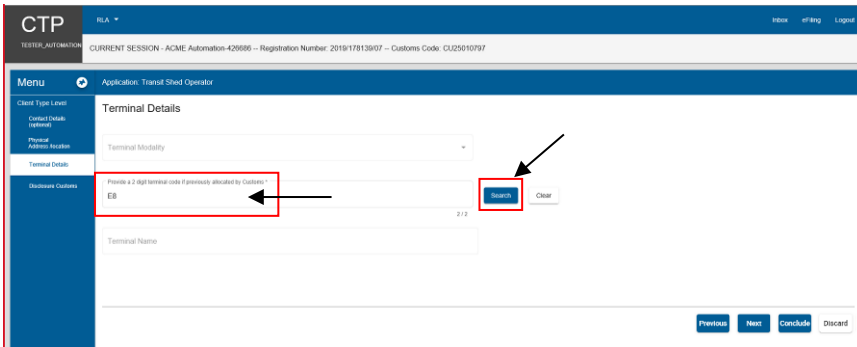 CTP
RLA
Inbox eFiling Logout
TESTER_AUTOMATION
CURRENT SESSION - ACME Automation-426686 -- Registration Number: 2019/178139/07 -- Customs Code: CU25010797
Menu
Application: Transit Shed Operator
Client Type Level
Contact Details
(optional)
Physical
Address /location
Terminal Details
Disclosure Customs
Terminal Details
Terminal Modality
Provide a 2 digit terminal code if previously allocated by Customs *
E8
Search Clear
2 / 2
Terminal Name
Previous Next Conclude Discard